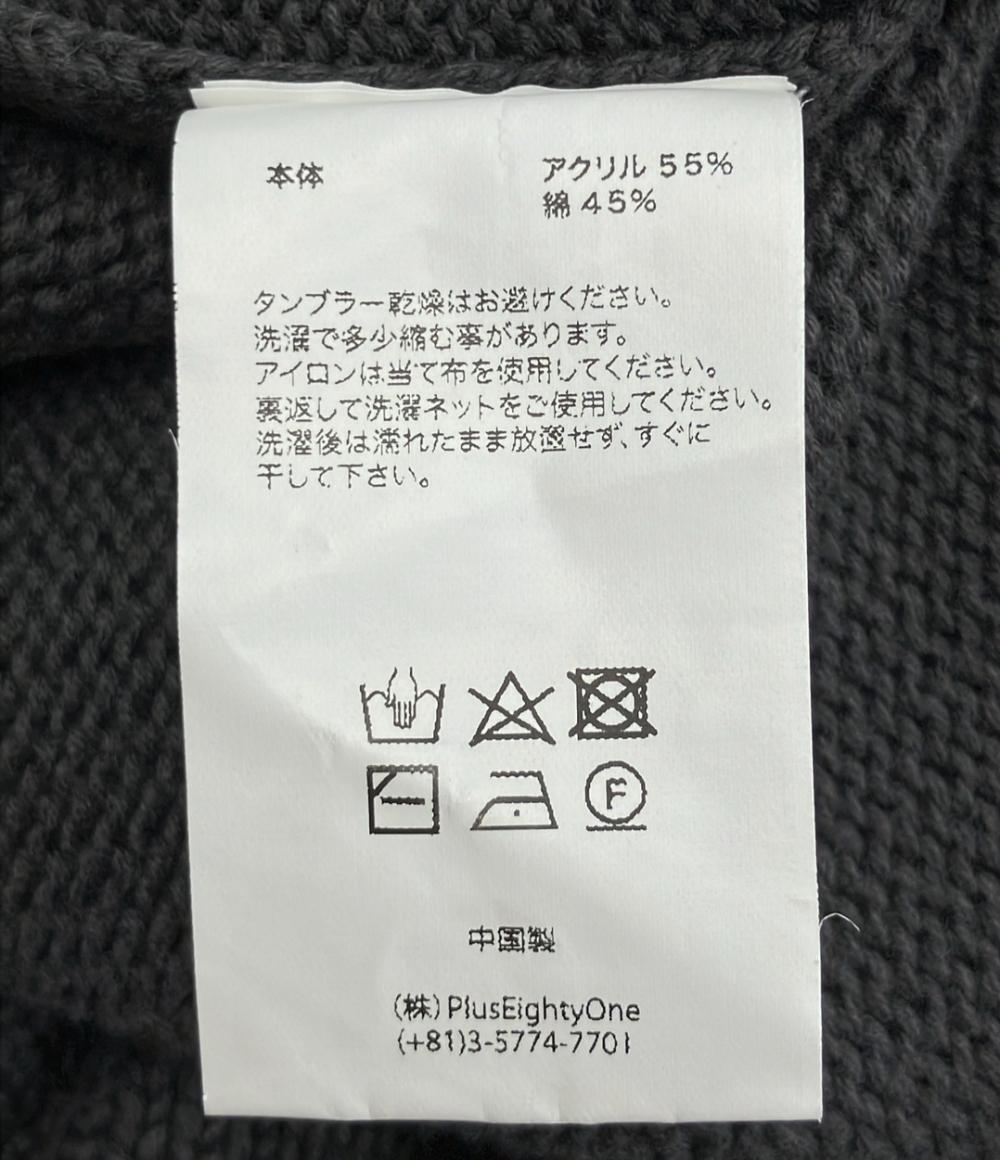 本体
アクリル 55%
綿 45%
タンブラー乾燥はお避けください。
洗濯で多少縮む事があります。
アイロンは当て布を使用してください。
裏返して洗濯ネットをご使用してください。
洗濯後は濡れたまま放置せず、すぐに
干して下さい。
F
中国製
(株)PlusEightyOne
(+81)3-5774-7701